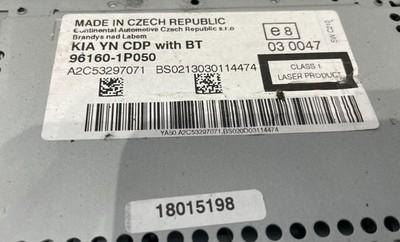 MADE IN CZECH REPUBLIC
Continental Automotive Czech Republic s.r.o
Brandys nad Labem
KIA YN CDP with BT
96160-1P050
A2C53297071 BS0213030114474
e8
03 0047
CLASS 1
LASER PRODUCT
YA50,A2C53297071,BS020D03114474
18015198